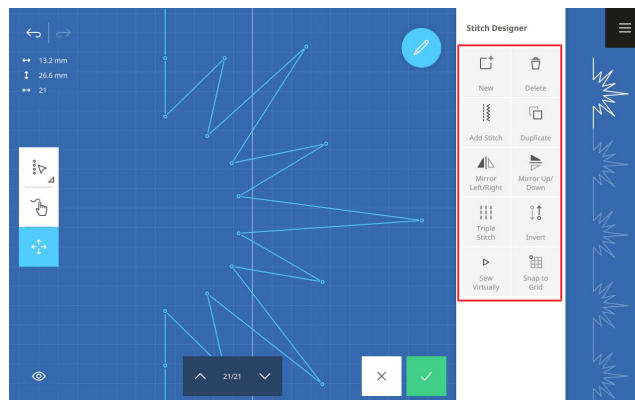 Stitch Designer
13.2 mm
26.6 mm
21
New
Delete
Add Stitch
Duplicate
Mirror
Left/Right
Mirror Up/
Down
Triple
Stitch
Invert
Sew
Virtually
Snap to
Grid
21/21